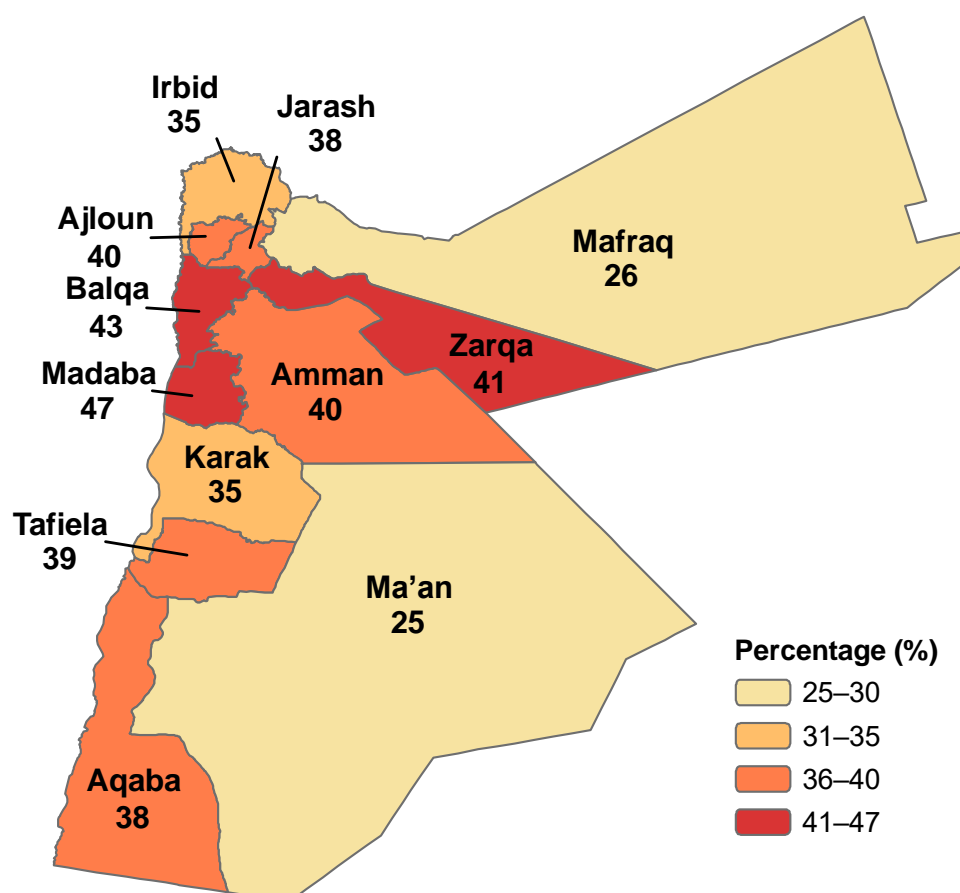 Irbid
35
Jarash
38
Ajloun
40
Mafraq
26
Balqa
43
Zarqa
41
Madaba
47
Amman
40
Karak
35
Tafiela
39
Ma’an
25
Aqaba
38
Percentage (%)
25–30
31–35
36–40
41–47